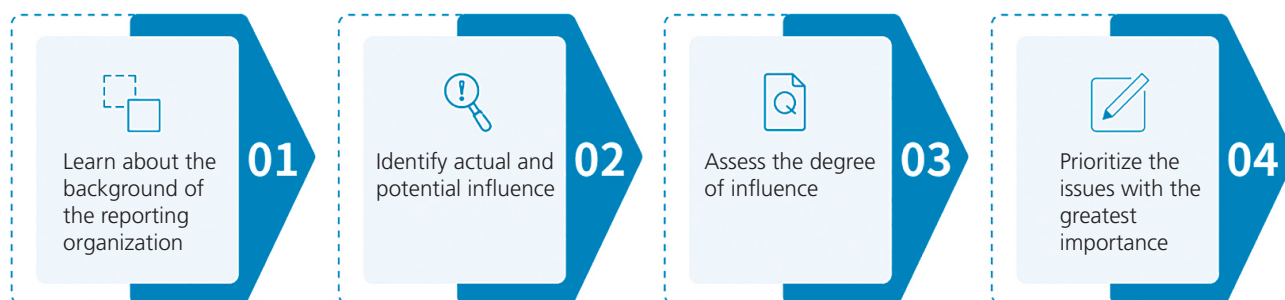 Learn about the
background of
the reporting
organization
01
Identify actual and
potential influence
02
Assess the degree
of influence
03
Prioritize the
issues with the
greatest
importance
04